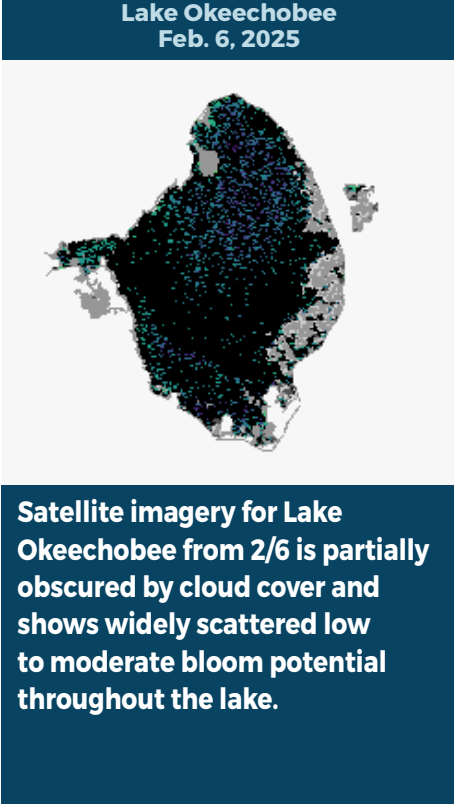 Lake Okeechobee
Feb. 6, 2025
Satellite imagery for Lake
Okeechobee from 2/6 is partially
obscured by cloud cover and
shows widely scattered low
to moderate bloom potential
throughout the lake.